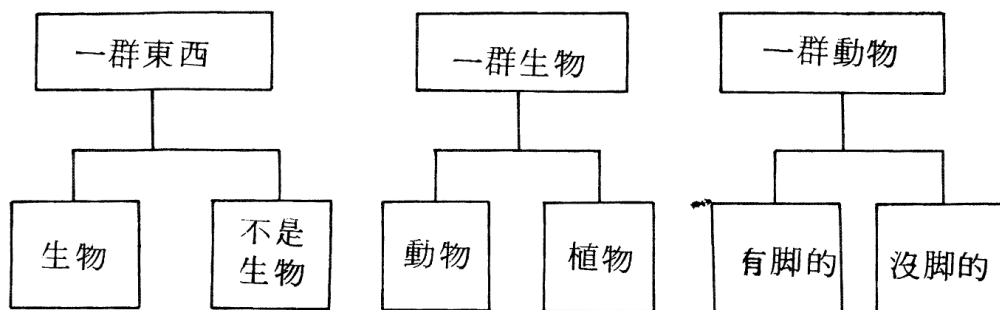 一群東西
一群生物
一群動物
生物
不是
生物
動物
植物
有脚的
沒脚的